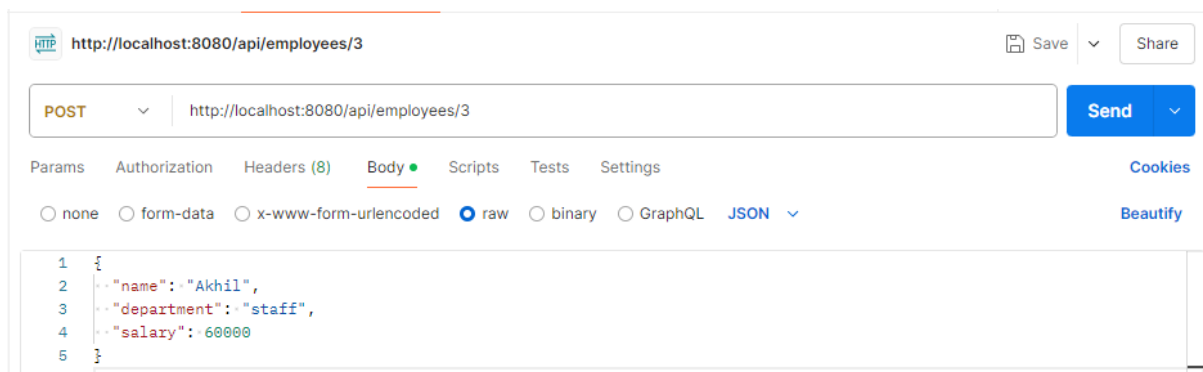 HTTP http://localhost:8080/api/employees/3 Save Share
POST http://localhost:8080/api/employees/3 Send
Params Authorization Headers (8) Body Scripts Tests Settings Cookies
none form-data x-www-form-urlencoded raw binary GraphQL JSON Beautify
1 {
2 "name": "Akhil",
3 "department": "staff",
4 "salary": 60000
5 }